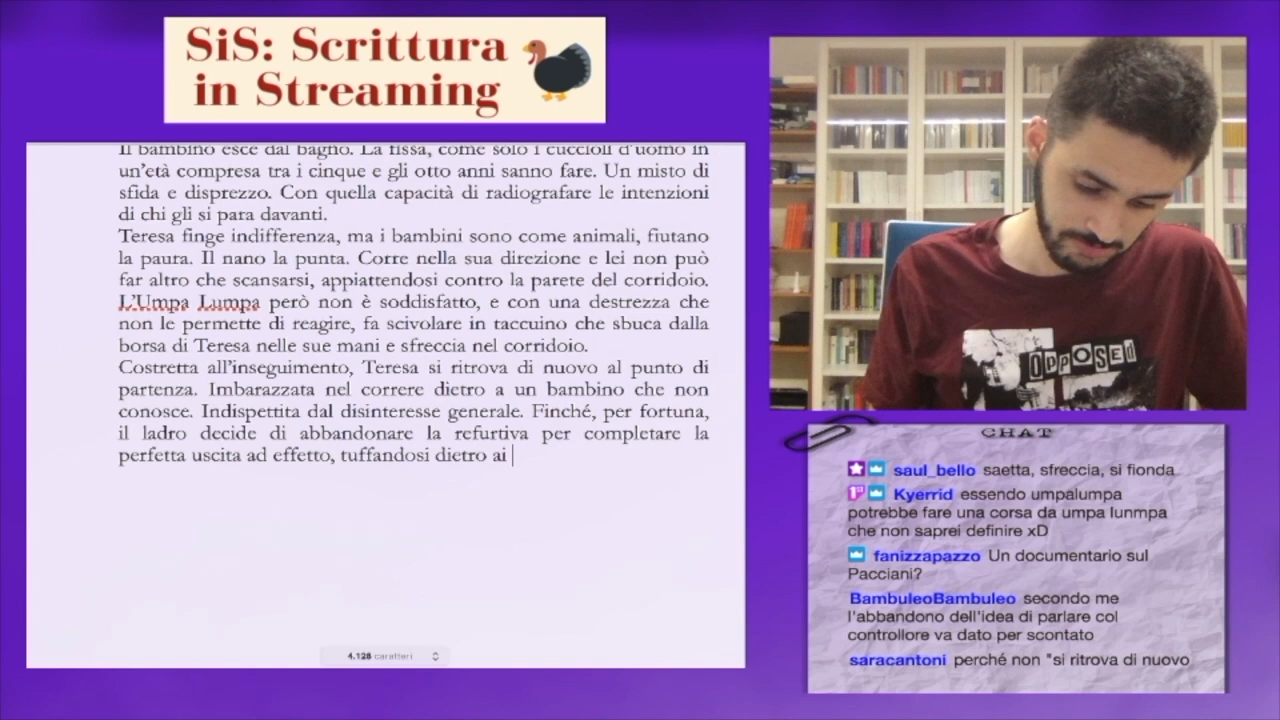 SiS: Scrittura
in Streaming
Il bambino esce dal bagno. La fissa, come solo i cuccioli d'uomo in
un'età compresa tra i cinque e gli otto anni sanno fare. Un misto di
sfida e disprezzo. Con quella capacità di radiografare le intenzioni
di chi gli si para davanti.
Teresa finge indifferenza, ma i bambini sono come animali, fiutano
la paura. Il nano la punta. Corre nella sua direzione e lei non può
far altro che scansarsi, appiattendosi contro la parete del corridoio.
L'Umpa Lumpa però non è soddisfatto, e con una destrezza che
non le permette di reagire, fa scivolare in taccuino che sbuca dalla
borsa di Teresa nelle sue mani e sfreccia nel corridoio.
Costretta all'inseguimento, Teresa si ritrova di nuovo al punto di
partenza. Imbarazzata nel correre dietro a un bambino che non
conosce. Indispettita dal disinteresse generale. Finché, per fortuna,
il ladro decide di abbandonare la refurtiva per completare la
perfetta uscita ad effetto, tuffandosi dietro ai
4.128 caratteri
OPPOSED
CHAT
saul_bello saetta, sfreccia, si fionda
Kyerrid essendo umpalumpa
potrebbe fare una corsa da umpa lunmpa
che non saprei definire xD
fanizzapazzo Un documentario sul
Pacciani?
BambuleoBambuleo secondo me
l'abbandono dell'idea di parlare col
controllore va dato per scontato
saracantoni perché non "si ritrova di nuovo